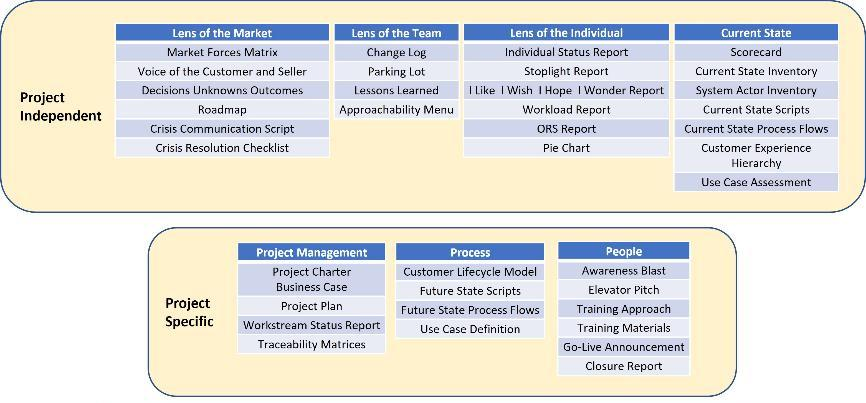 Project
Independent
Lens of the Market
Market Forces Matrix
Voice of the Customer and Seller
Decisions Unknowns Outcomes
Roadmap
Crisis Communication Script
Crisis Resolution Checklist
Lens of the Team
Change Log
Parking Lot
Lessons Learned
Approachability Menu
Lens of the Individual
Individual Status Report
Stoplight Report
I Like I Wish I Hope I Wonder Report
Workload Report
ORS Report
Pie Chart
Current State
Scorecard
Current State Inventory
System Actor Inventory
Current State Scripts
Current State Process Flows
Customer Experience
Hierarchy
Use Case Assessment
Project
Specific
Project Management
Project Charter
Business Case
Project Plan
Workstream Status Report
Traceability Matrices
Process
Customer Lifecycle Model
Future State Scripts
Future State Process Flows
Use Case Definition
People
Awareness Blast
Elevator Pitch
Training Approach
Training Materials
Go-Live Announcement
Closure Report